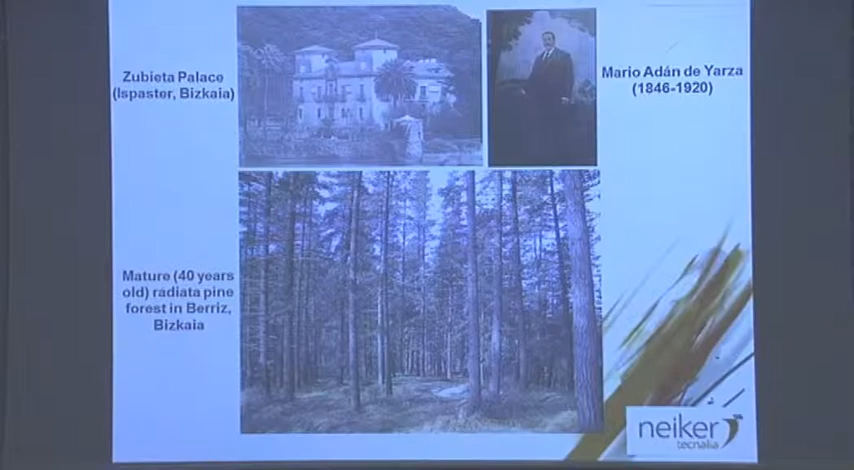 Zubieta Palace
(Ispaster, Bizkaia)
Mario Adán de Yarza
(1846-1920)
Mature (40 years
old) radiata pine
forest in Berriz,
Bizkaia
neiker
tecnalia